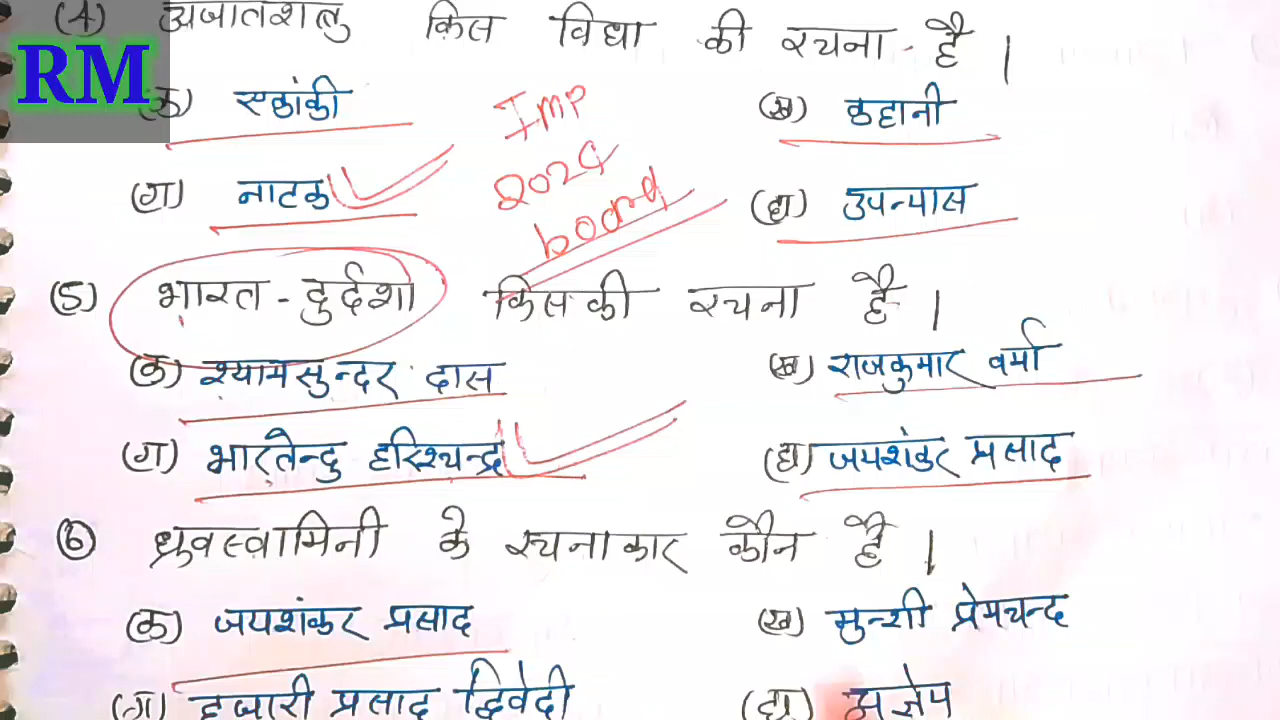 (4) अजातशत्रु किस विधा की रचना है |
RM
(क) एकांकी (ख) कहानी
Imp
(ग) नाटक (घ) उपन्यास
2024
board
(5) भारत - दुर्दशा किसकी रचना है |
(क) श्यामसुन्दर दास (ख) राजकुमार वर्मा
(ग) भारतेन्दु हरिश्चन्द्र (घ) जयशंकर प्रसाद
6 ध्रुवस्वामिनी के रचनाकार कौन है |
(क) जयशंकर प्रसाद (ख) मुन्शी प्रेमचन्द
(ग) हजारी प्रसाद द्विवेदी (घ) अज्ञेय